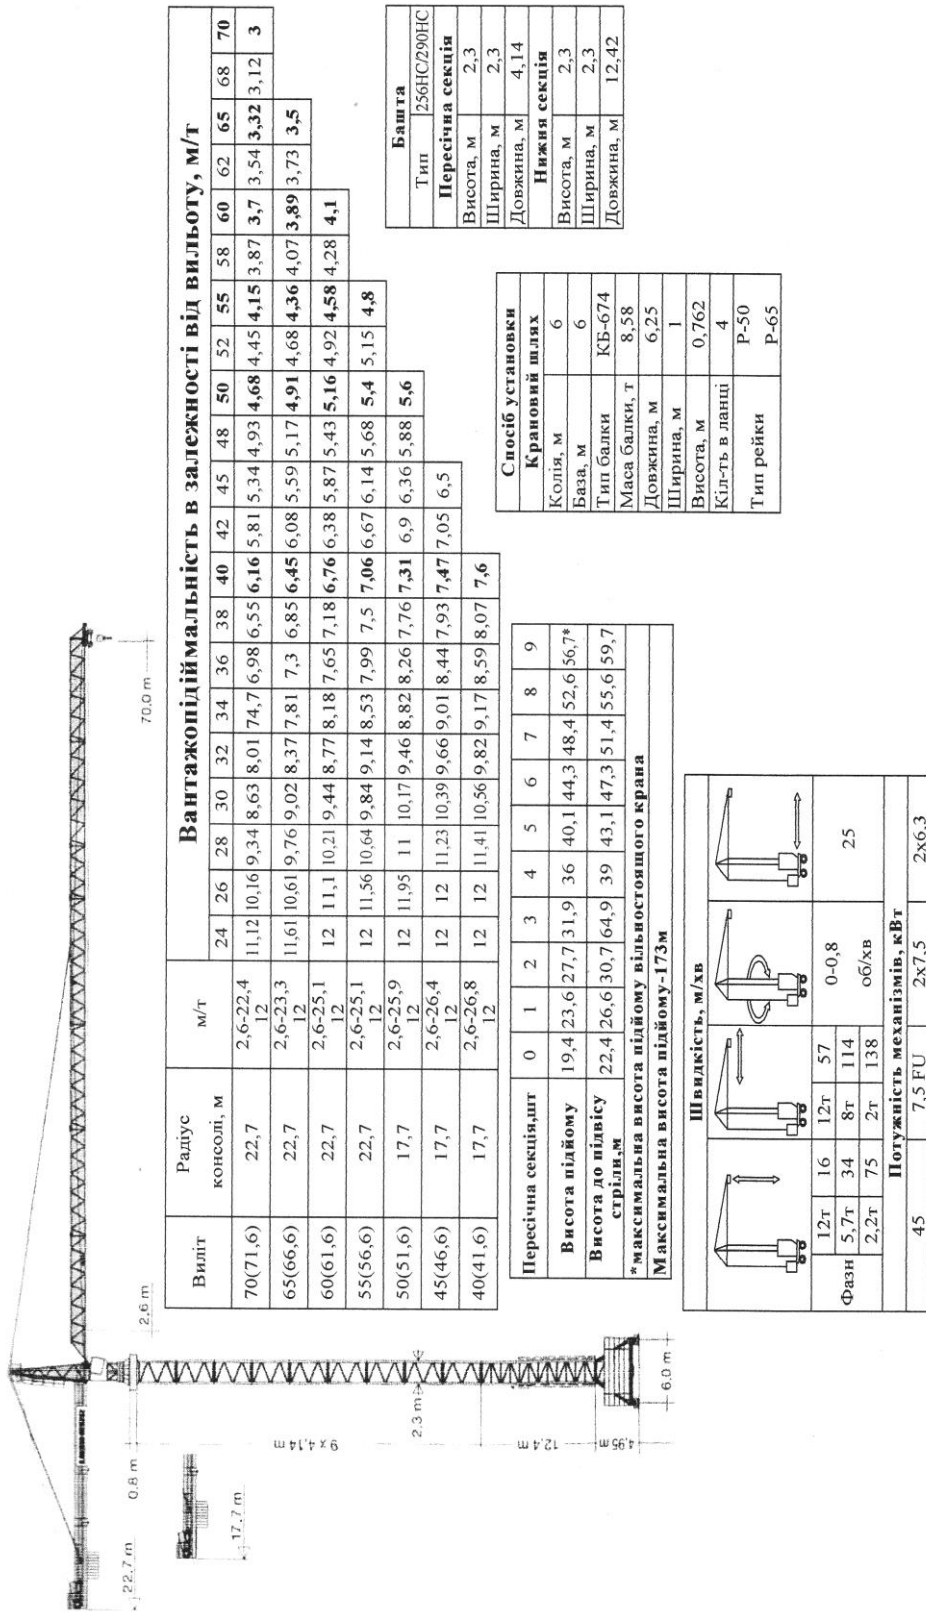 22,7 m
0.8 m
2,6 m
70,0 m
17,7 m
9 x 4,14 m
2,3 m
12,4 m
4,95 m
6,0 m
Вантажопідіймальність в залежності від вильоту, м/т
Виліт Радіус консолі, м м/т 24 26 28 30 32 34 36 38 40 42 45 48 50 52 55 58 60 62 65 68 70
70(71,6) 22,7 2,6-22,4 12 11,12 10,16 9,34 8,63 8,01 74,7 6,98 6,55 6,16 5,81 5,34 4,93 4,68 4,45 4,15 3,87 3,7 3,54 3,32 3,12 3
65(66,6) 22,7 2,6-23,3 12 11,61 10,61 9,76 9,02 8,37 7,81 7,3 6,85 6,45 6,08 5,59 5,17 4,91 4,68 4,36 4,07 3,89 3,73 3,5
60(61,6) 22,7 2,6-25,1 12 12 11,1 10,21 9,44 8,77 8,18 7,65 7,18 6,76 6,38 5,87 5,43 5,16 4,92 4,58 4,28 4,1
55(56,6) 22,7 2,6-25,1 12 12 11,56 10,64 9,84 9,14 8,53 7,99 7,5 7,06 6,67 6,14 5,68 5,4 5,15 4,8
50(51,6) 17,7 2,6-25,9 12 12 11,95 11 10,17 9,46 8,82 8,26 7,76 7,31 6,9 6,36 5,88 5,6
45(46,6) 17,7 2,6-26,4 12 12 12 11,23 10,39 9,66 9,01 8,44 7,93 7,47 7,05 6,5
40(41,6) 17,7 2,6-26,8 12 12 12 11,41 10,56 9,82 9,17 8,59 8,07 7,6
Пересічна секція,шт 0 1 2 3 4 5 6 7 8 9
Висота підйому 19,4 23,6 27,7 31,9 36 40,1 44,3 48,4 52,6 56,7*
Висота до підвісу стріли,м 22,4 26,6 30,7 64,9 39 43,1 47,3 51,4 55,6 59,7
*максимальна висота підйому вільностоящого крана
Максимальна висота підйому-173м
Спосіб установки
Крановий шлях
Колія, м 6
База, м 6
Тип балки КБ-674
Маса балки, т 8,58
Довжина, м 6,25
Ширина, м 1
Висота, м 0,762
Кіл-ть в ланці 4
Тип рейки Р-50
Р-65
Башта
Тип 256НС/290НС
Пересічна секція
Висота, м 2,3
Ширина, м 2,3
Довжина, м 4,14
Нижня секція
Висота, м 2,3
Ширина, м 2,3
Довжина, м 12,42
Швидкість, м/хв
Фазн 12т 16 12т 57 0-0,8 25
5,7т 34 8т 114 об/хв
2,2т 75 2т 138
Потужність механізмів, кВт
45 7,5 FU 2х7,5 2х6,3